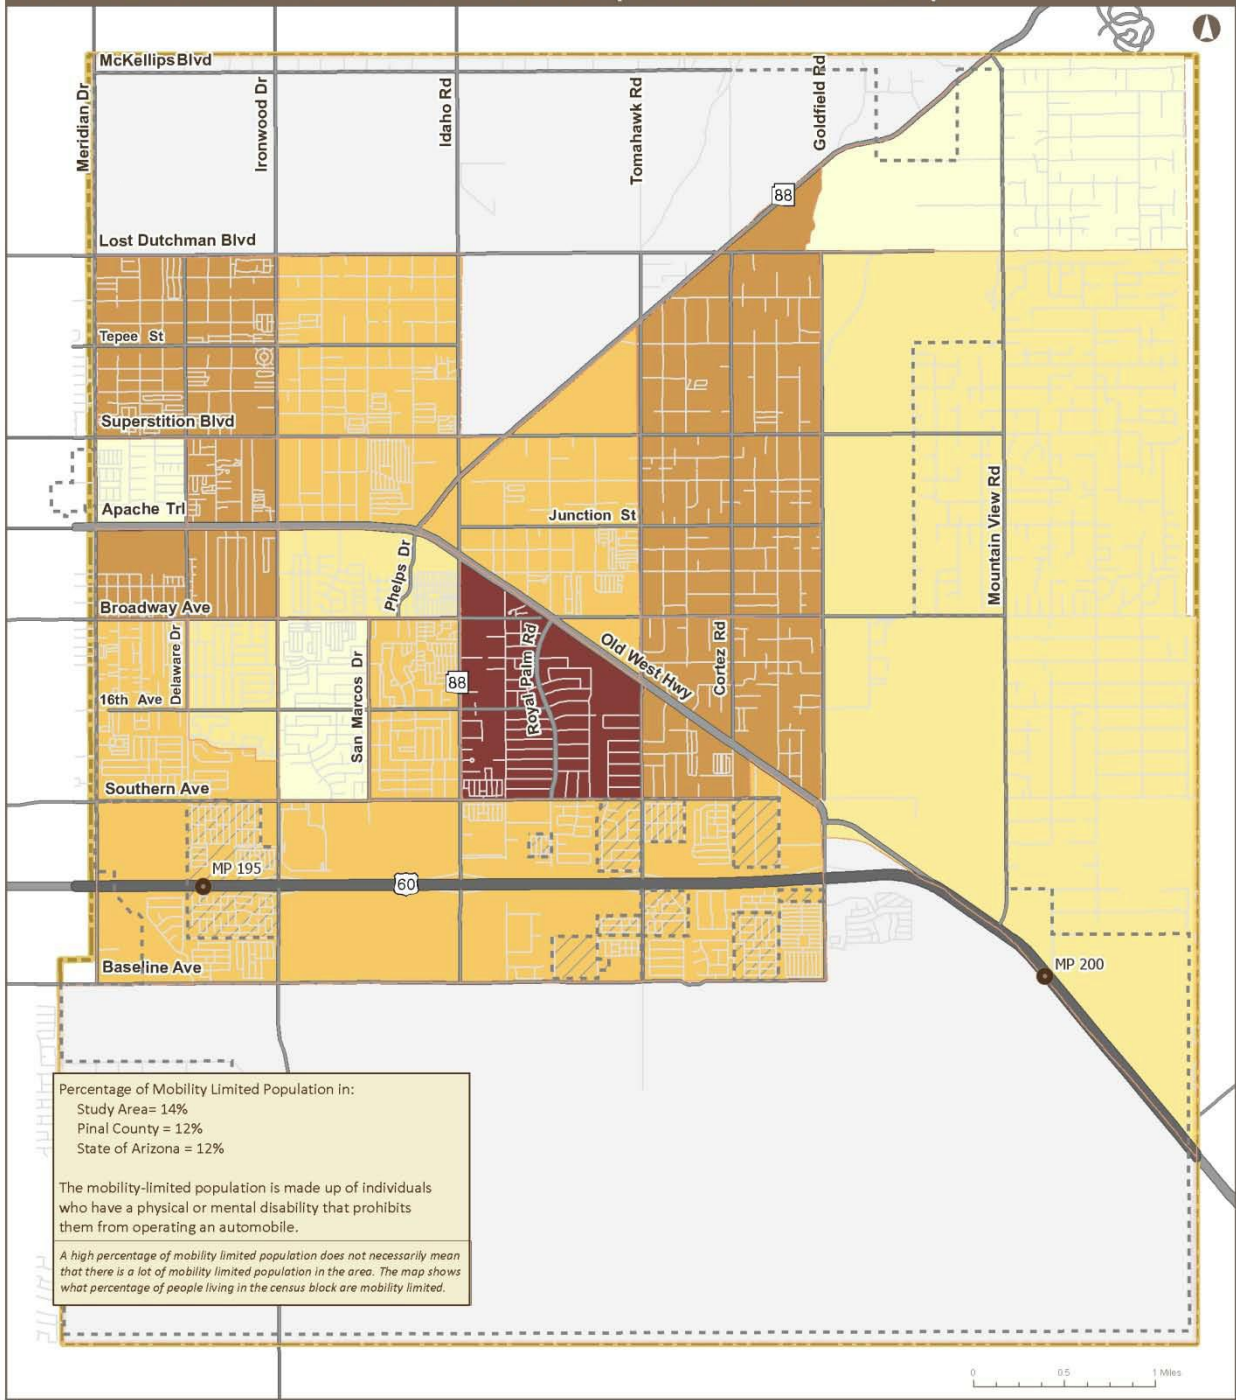 McKellips Blvd
Meridian Dr
Ironwood Dr
Idaho Rd
Tomahawk Rd
Goldfield Rd
88
Lost Dutchman Blvd
Tepee St
Superstition Blvd
Apache Trl
Junction St
Mountain View Rd
Phelps Dr
Broadway Ave
Delaware Dr
16th Ave
San Marcos Dr
88
Royal Palm Rd
Old West Hwy
Cortez Rd
Southern Ave
MP 195
60
Baseline Ave
MP 200
Percentage of Mobility Limited Population in:
Study Area= 14%
Pinal County = 12%
State of Arizona = 12%
The mobility-limited population is made up of individuals
who have a physical or mental disability that prohibits
them from operating an automobile.
A high percentage of mobility limited population does not necessarily mean
that there is a lot of mobility limited population in the area. The map shows
what percentage of people living in the census block are mobility limited.
0 0.5 1 Miles